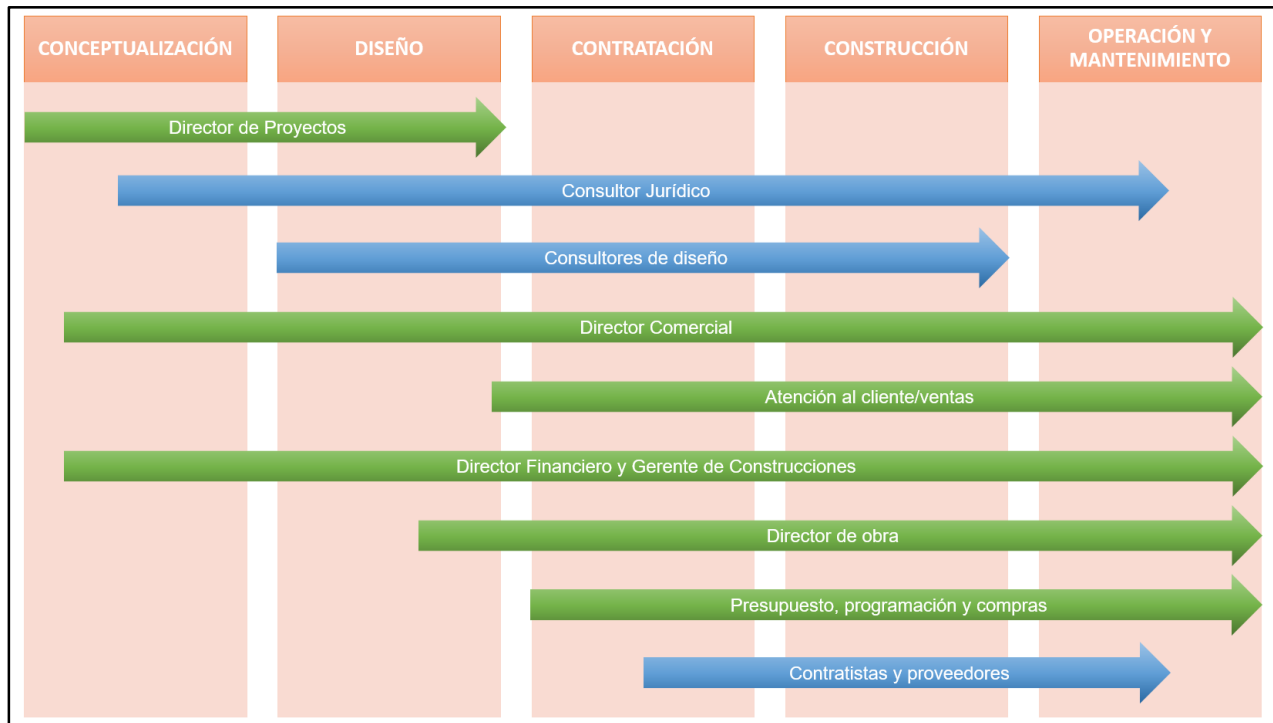 CONCEPTUALIZACIÓN
DISEÑO
CONTRATACIÓN
CONSTRUCCIÓN
OPERACIÓN Y
MANTENIMIENTO
Director de Proyectos
Consultor Jurídico
Consultores de diseño
Director Comercial
Atención al cliente/ventas
Director Financiero y Gerente de Construcciones
Director de obra
Presupuesto, programación y compras
Contratistas y proveedores